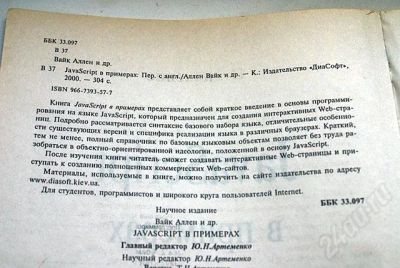 ББК 33.097
В 37
Вайк Аллен и др.
В 37 JavaScript в примерах: Пер. с англ./Аллен Вайк и др. — К.: Издательство «ДиаСофт»,
2000. — 304 с.
ISBN 966-7393-57-7
Книга JavaScript в примерах представляет собой краткое введение в основы программи-
рования на языке JavaScript, который предназначен для создания интерактивных Web-стра-
ниц. Подробно рассматривается синтаксис базового набора языка, отличительные особенно-
сти существующих версий и специфика реализации языка в различных браузерах. Краткий,
тем не менее, полный справочник по базовым языковым объектам позволяет без труда ра-
зобраться в объектно-ориентированной идеологии, положенной в основу JavaScript.
После изучения книги читатель сможет создавать интерактивные Web-страницы и при-
ступать к созданию полноценных коммерческих Web-сайтов.
Материалы, используемые в книге, можно получить на сайте издательства по адресу
www.diasoft.kiev.ua.
Для студентов, программистов и широкого круга пользователей Internet.
ББК 33.097
Научное издание
Вайк Аллен и др.
JAVASCRIPT В ПРИМЕРАХ
Главный редактор Ю.Н.Артеменко
Научный редактор Ю.Н.Артеменко